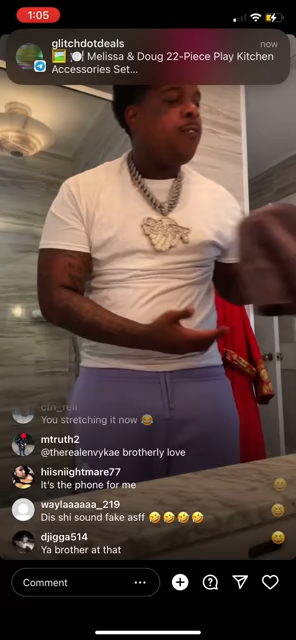 1:05
glitchdotdeals
now
🖼️ 🍽️| Melissa & Doug 22-Piece Play Kitchen
Accessories Set...
You stretching it now 😂
mtruth2
@therealenvykae brotherly love
hiisniightmare77
It's the phone for me
waylaaaaaa_219
Dis shi sound fake asff 🤣🤣🤣🤣
djigga514
Ya brother at that
Comment